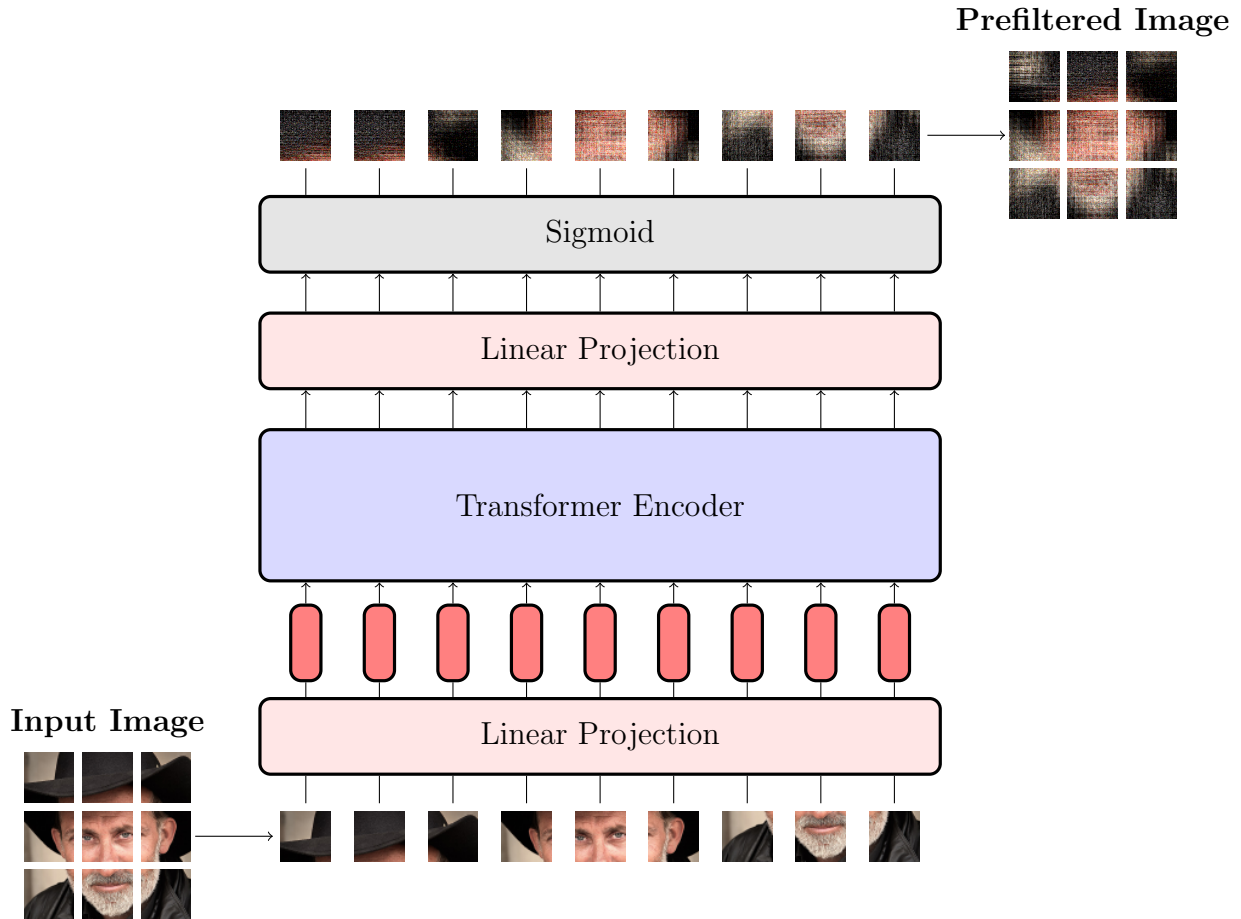 Prefiltered Image
Sigmoid
Linear Projection
Transformer Encoder
Linear Projection
Input Image